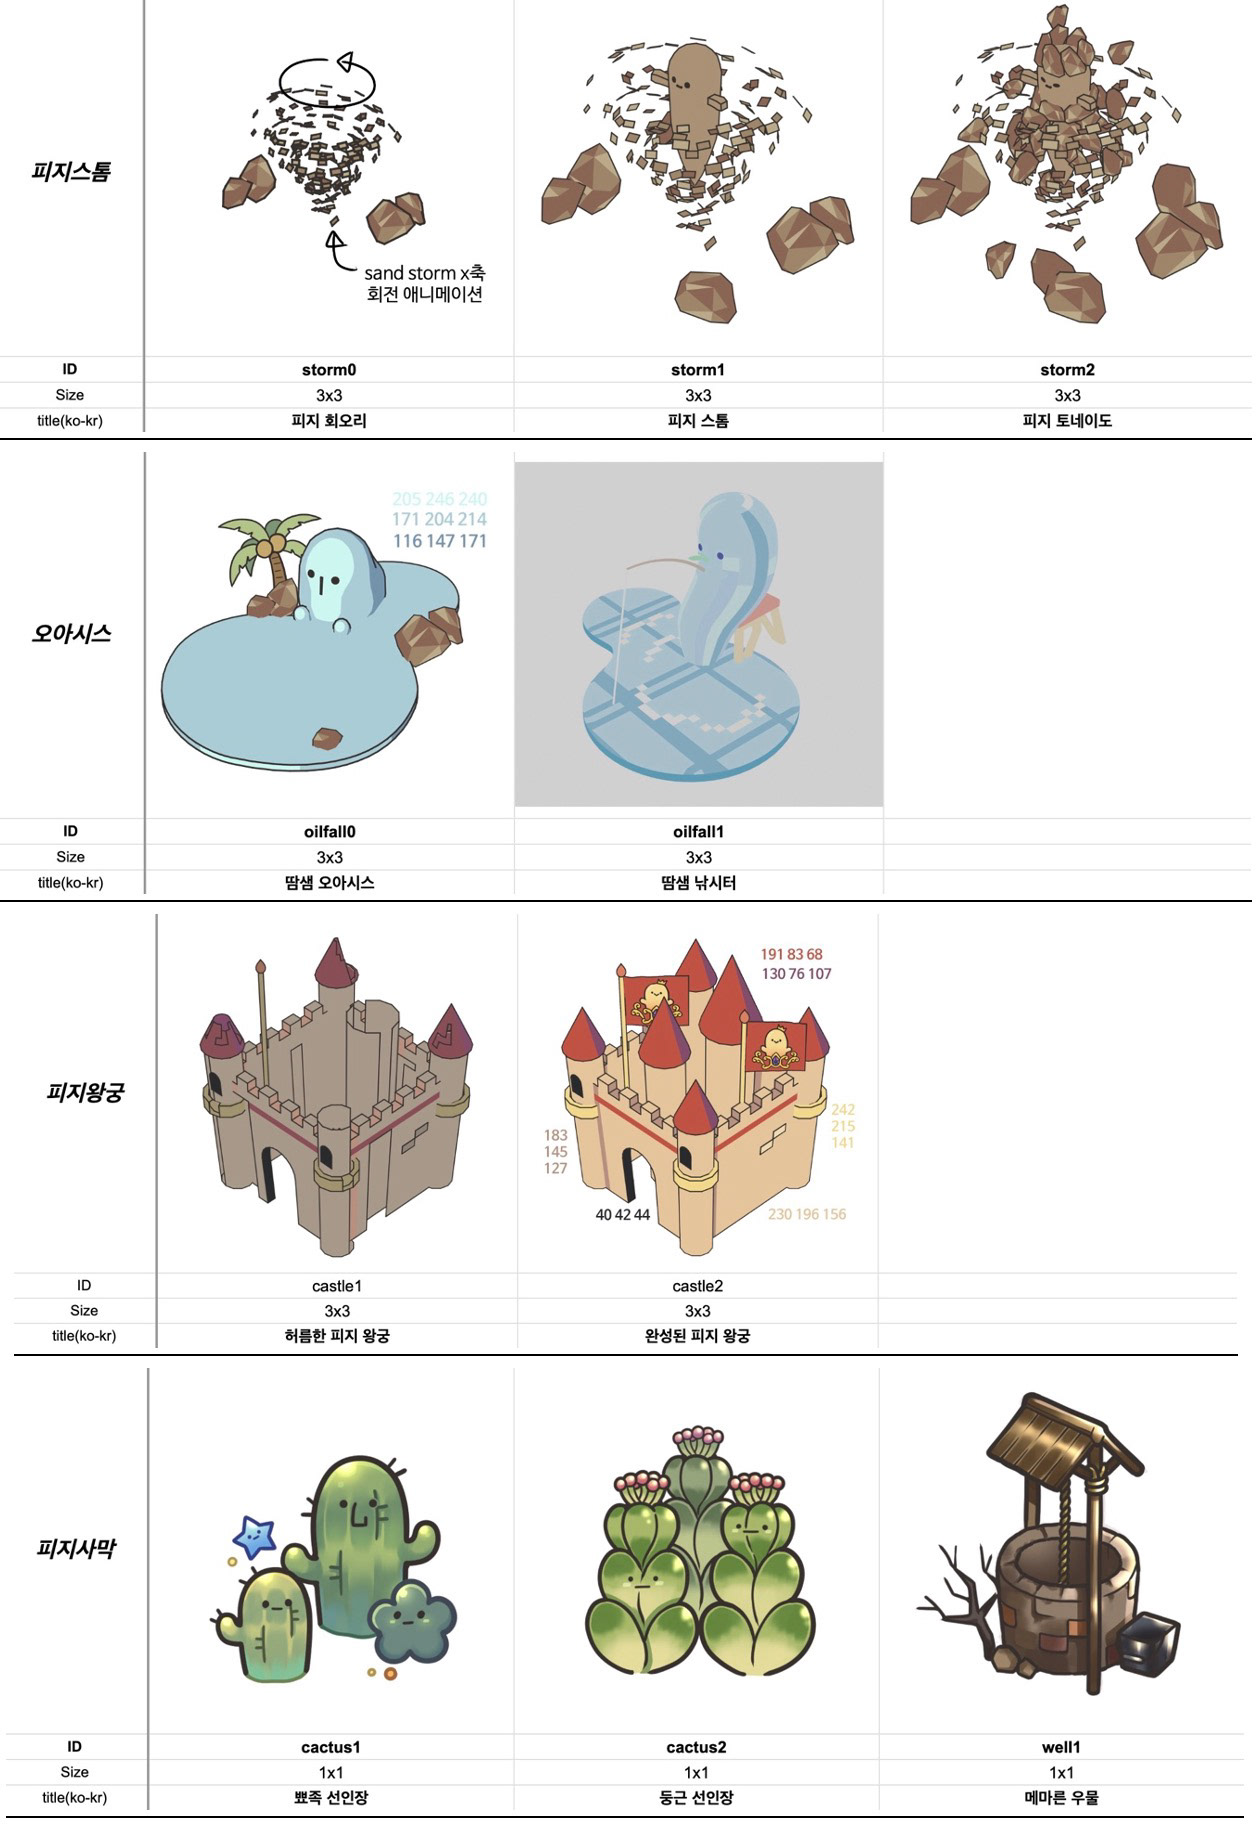 피지스톰
sand storm x축
회전 애니메이션
ID storm0 storm1 storm2
Size 3x3 3x3 3x3
title(ko-kr) 피지 회오리 피지 스톰 피지 토네이도
오아시스
205 246 240
171 204 214
116 147 171
ID oilfall0 oilfall1
Size 3x3 3x3
title(ko-kr) 땀샘 오아시스 땀샘 낚시터
피지왕궁
191 83 68
130 76 107
242
215
141
183
145
127
40 42 44
230 196 156
ID castle1 castle2
Size 3x3 3x3
title(ko-kr) 허름한 피지 왕궁 완성된 피지 왕궁
피지사막
ID cactus1 cactus2 well1
Size 1x1 1x1 1x1
title(ko-kr) 뾰족 선인장 둥근 선인장 메마른 우물